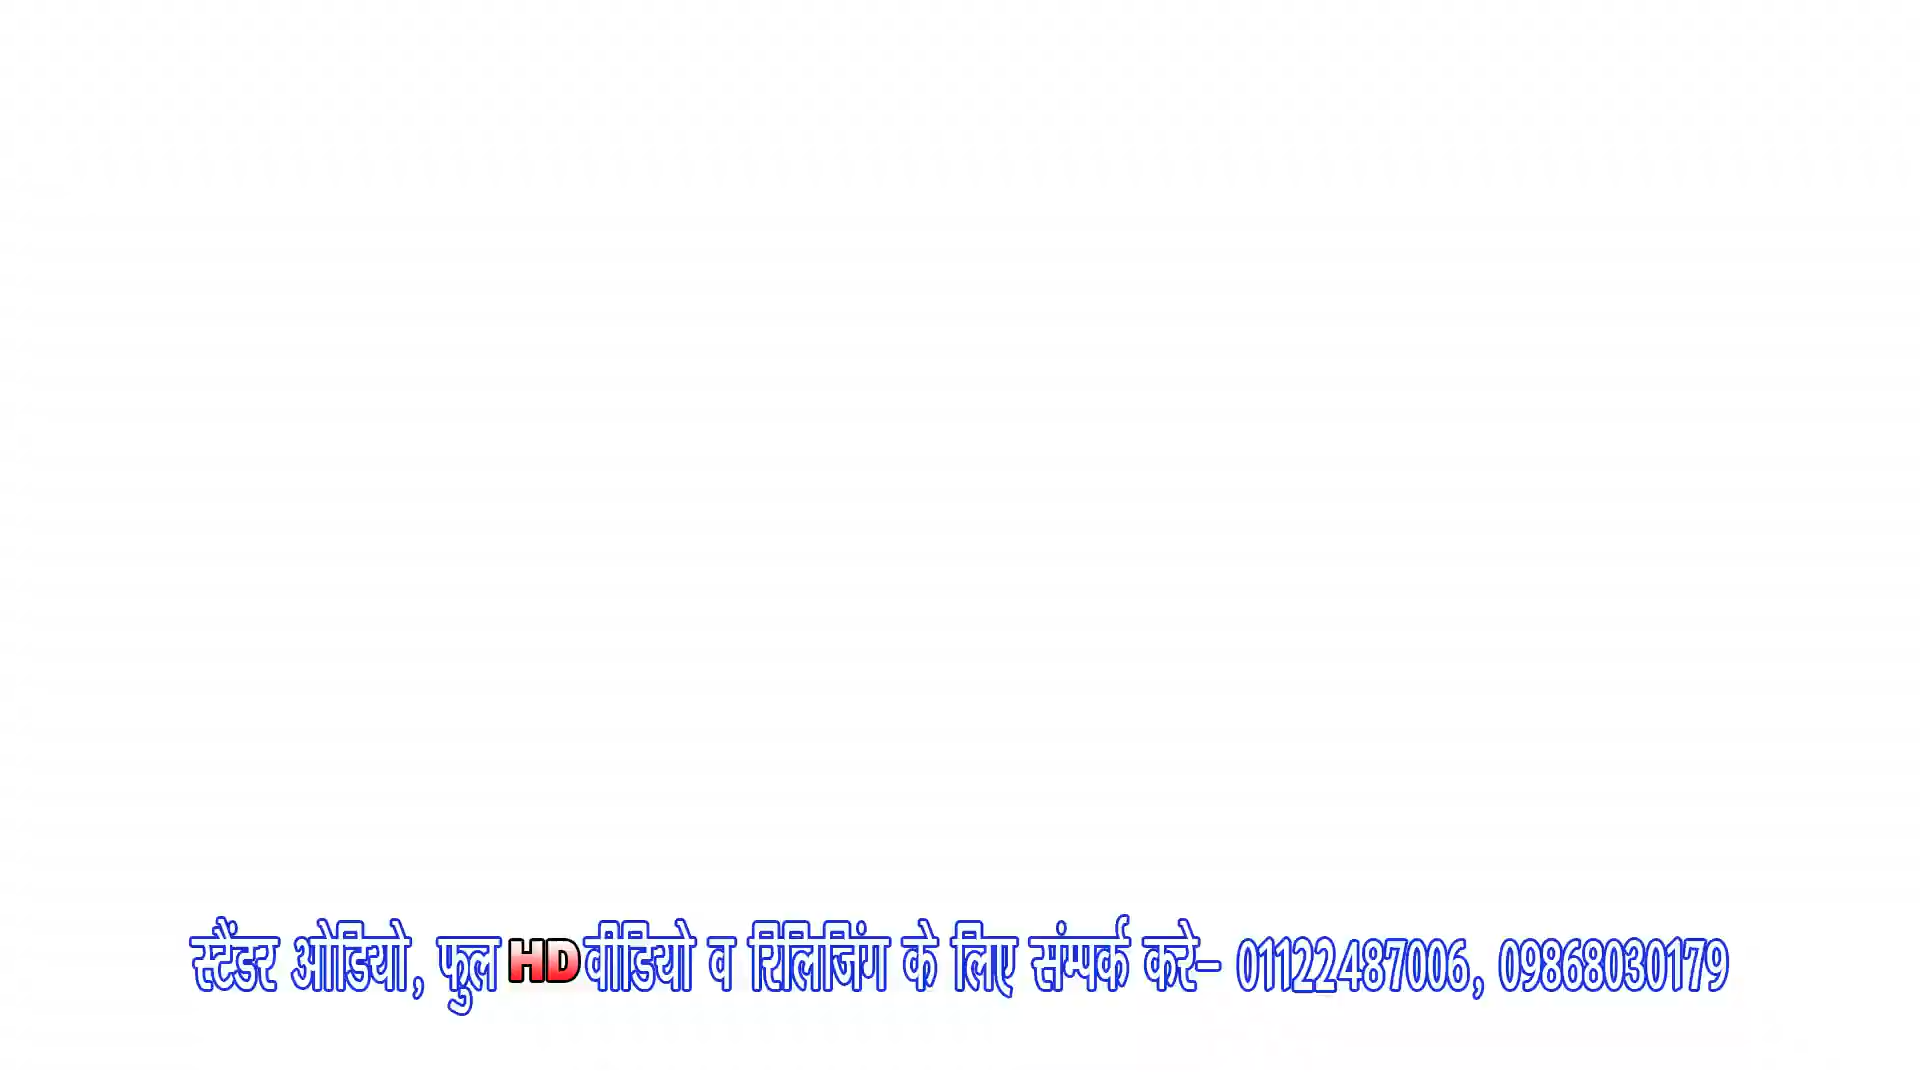 स्टैंडर ओडियो, फुल HD वीडियो व रिलिजिंग के लिए संम्पर्क करे– 01122487006, 09868030179